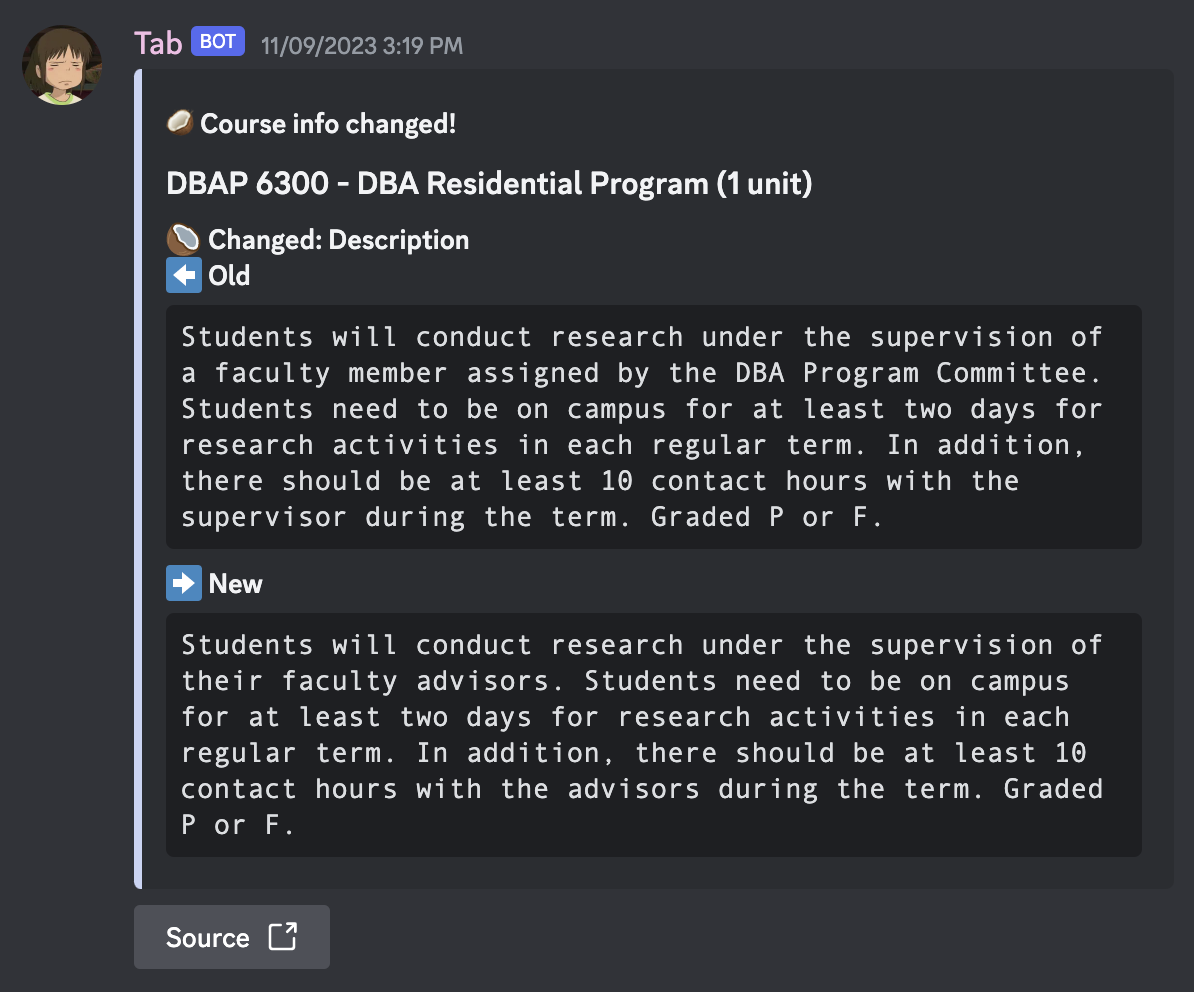 Tab BOT 11/09/2023 3:19 PM
Course info changed!
DBAP 6300 - DBA Residential Program (1 unit)
Changed: Description
Old
Students will conduct research under the supervision of
a faculty member assigned by the DBA Program Committee.
Students need to be on campus for at least two days for
research activities in each regular term. In addition,
there should be at least 10 contact hours with the
supervisor during the term. Graded P or F.
New
Students will conduct research under the supervision of
their faculty advisors. Students need to be on campus
for at least two days for research activities in each
regular term. In addition, there should be at least 10
contact hours with the advisors during the term. Graded
P or F.
Source